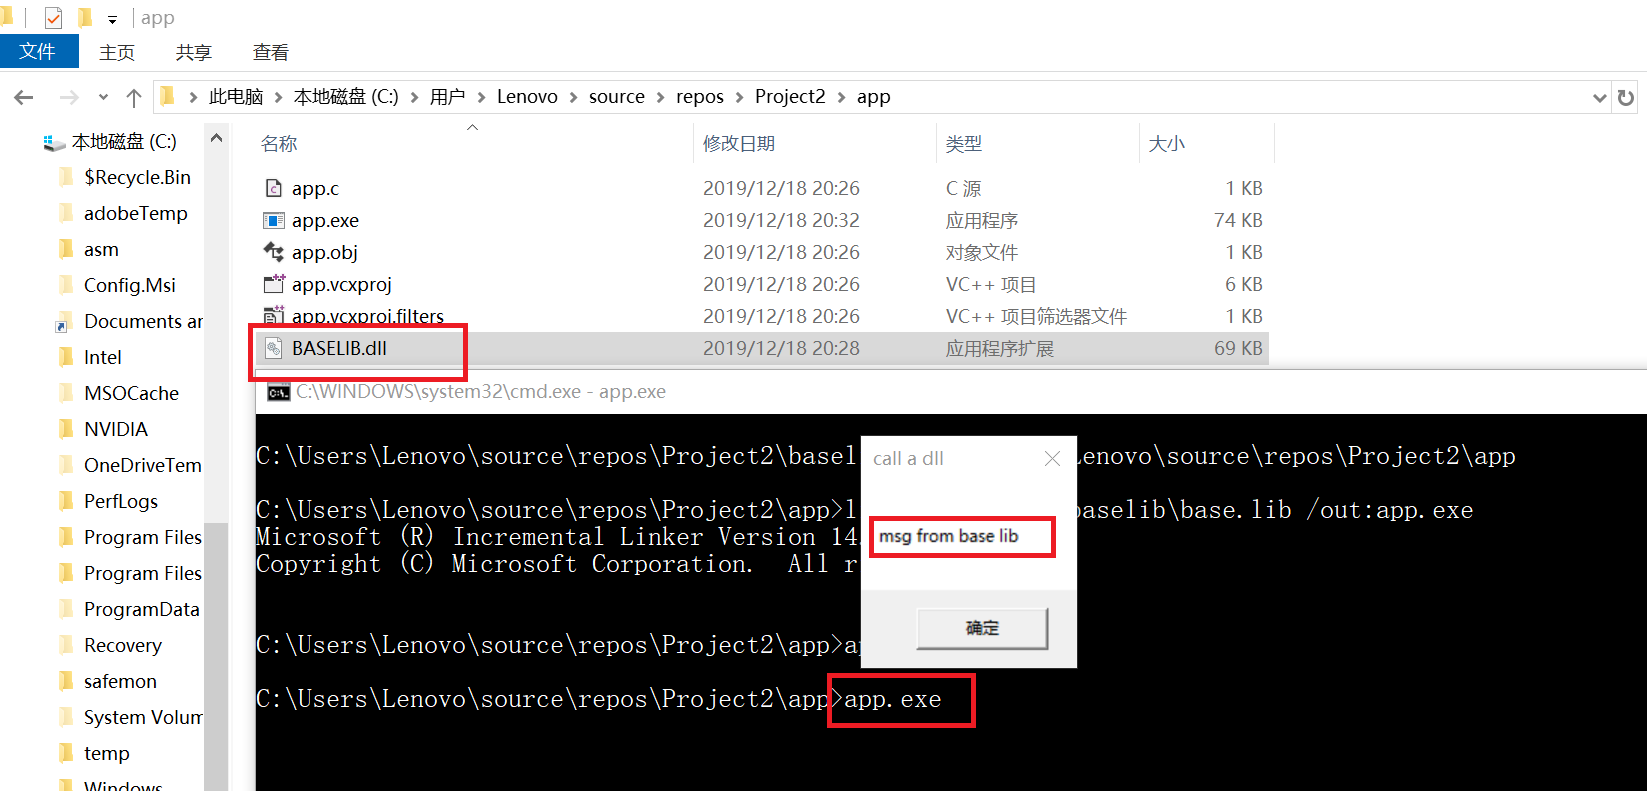 app
文件 主页 共享 查看
此电脑 本地磁盘 (C:) 用户 Lenovo source repos Project2 app
本地磁盘 (C:)
$Recycle.Bin
adobeTemp
asm
Config.Msi
Documents ar
Intel
MSOCache
NVIDIA
OneDriveTem
PerfLogs
Program Files
Program Files
ProgramData
Recovery
safemon
System Volum
temp
Windows
名称 修改日期 类型 大小
app.c 2019/12/18 20:26 C 源 1 KB
app.exe 2019/12/18 20:32 应用程序 74 KB
app.obj 2019/12/18 20:26 对象文件 1 KB
app.vcxproj 2019/12/18 20:26 VC++ 项目 6 KB
app.vcxproj.filters 2019/12/18 20:26 VC++ 项目筛选器文件 1 KB
BASELIB.dll 2019/12/18 20:28 应用程序扩展 69 KB
C:\WINDOWS\system32\cmd.exe - app.exe
C:\Users\Lenovo\source\repos\Project2\basel enovo\source\repos\Project2\app
C:\Users\Lenovo\source\repos\Project2\app>l aselib\base.lib /out:app.exe
Microsoft (R) Incremental Linker Version 14.
Copyright (C) Microsoft Corporation.  All r
C:\Users\Lenovo\source\repos\Project2\app>a
C:\Users\Lenovo\source\repos\Project2\app>app.exe
call a dll
msg from base lib
确定